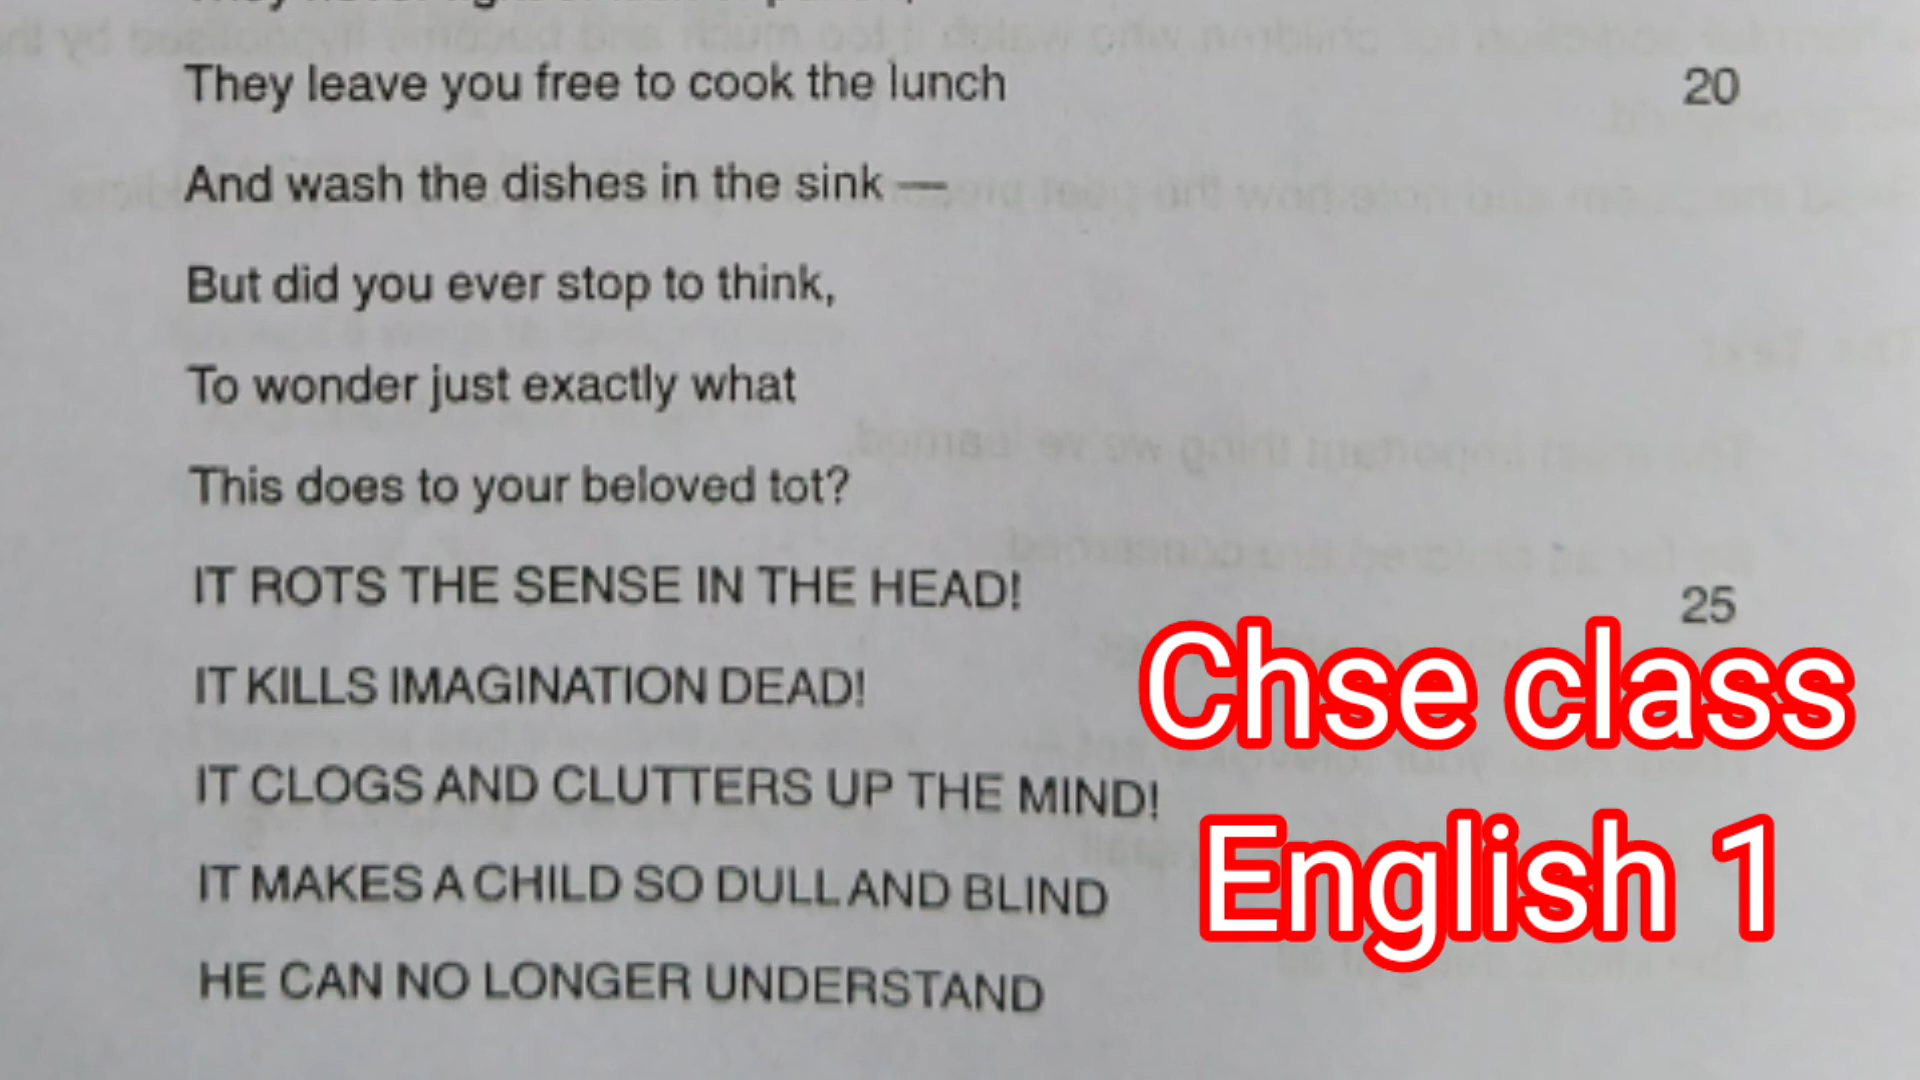 They leave you free to cook the lunch 20
And wash the dishes in the sink —
But did you ever stop to think,
To wonder just exactly what
This does to your beloved tot?
IT ROTS THE SENSE IN THE HEAD! 25
IT KILLS IMAGINATION DEAD!
IT CLOGS AND CLUTTERS UP THE MIND!
IT MAKES A CHILD SO DULL AND BLIND
HE CAN NO LONGER UNDERSTAND
Chse class
English 1